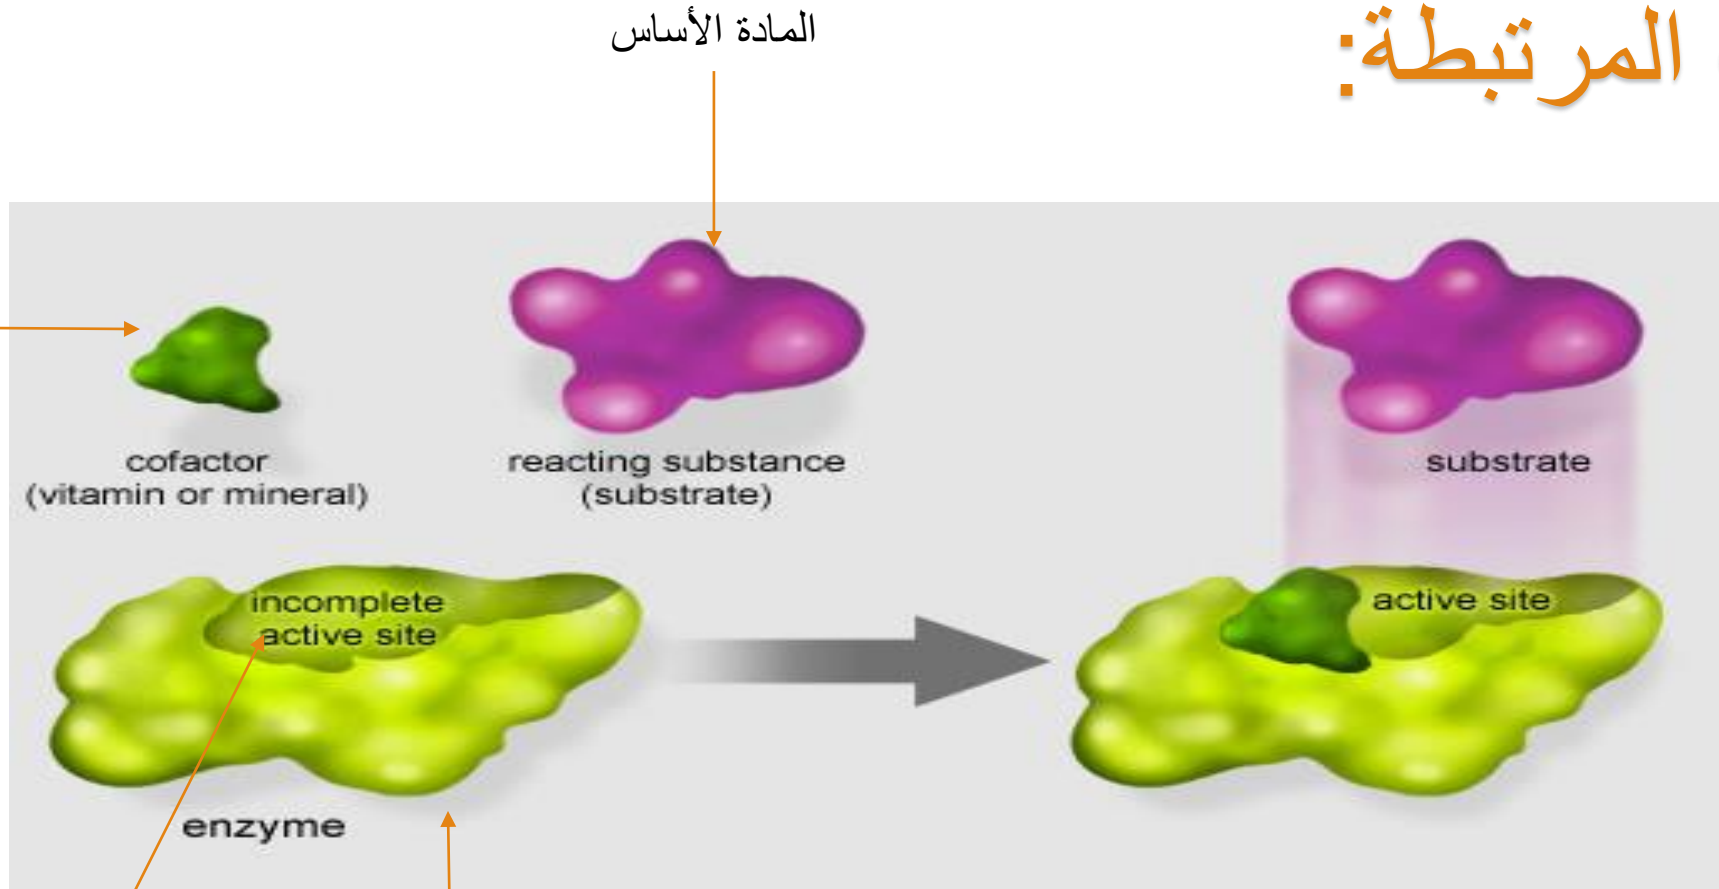 المرتبطة:
المادة الأساس
cofactor
(vitamin or mineral)
reacting substance
(substrate)
substrate
incomplete
active site
active site
enzyme